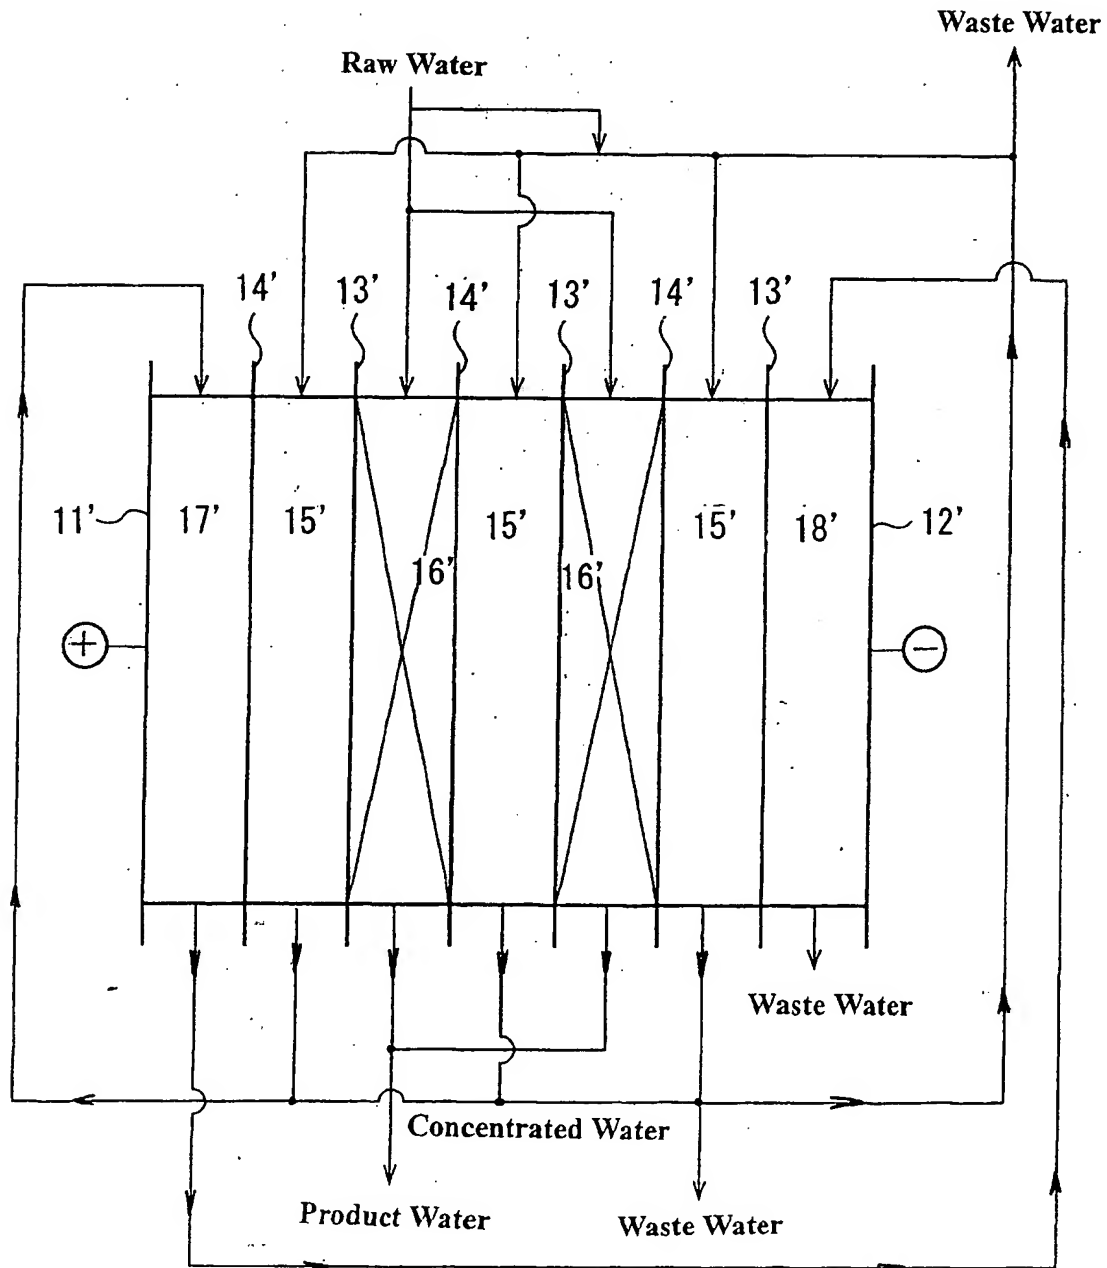 Waste Water
Raw Water
14'
13'
14'
13'
14'
13'
11'
17'
15'
15'
15'
18'
12'
16'
16'
+
−
Waste Water
Concentrated Water
Product Water
Waste Water